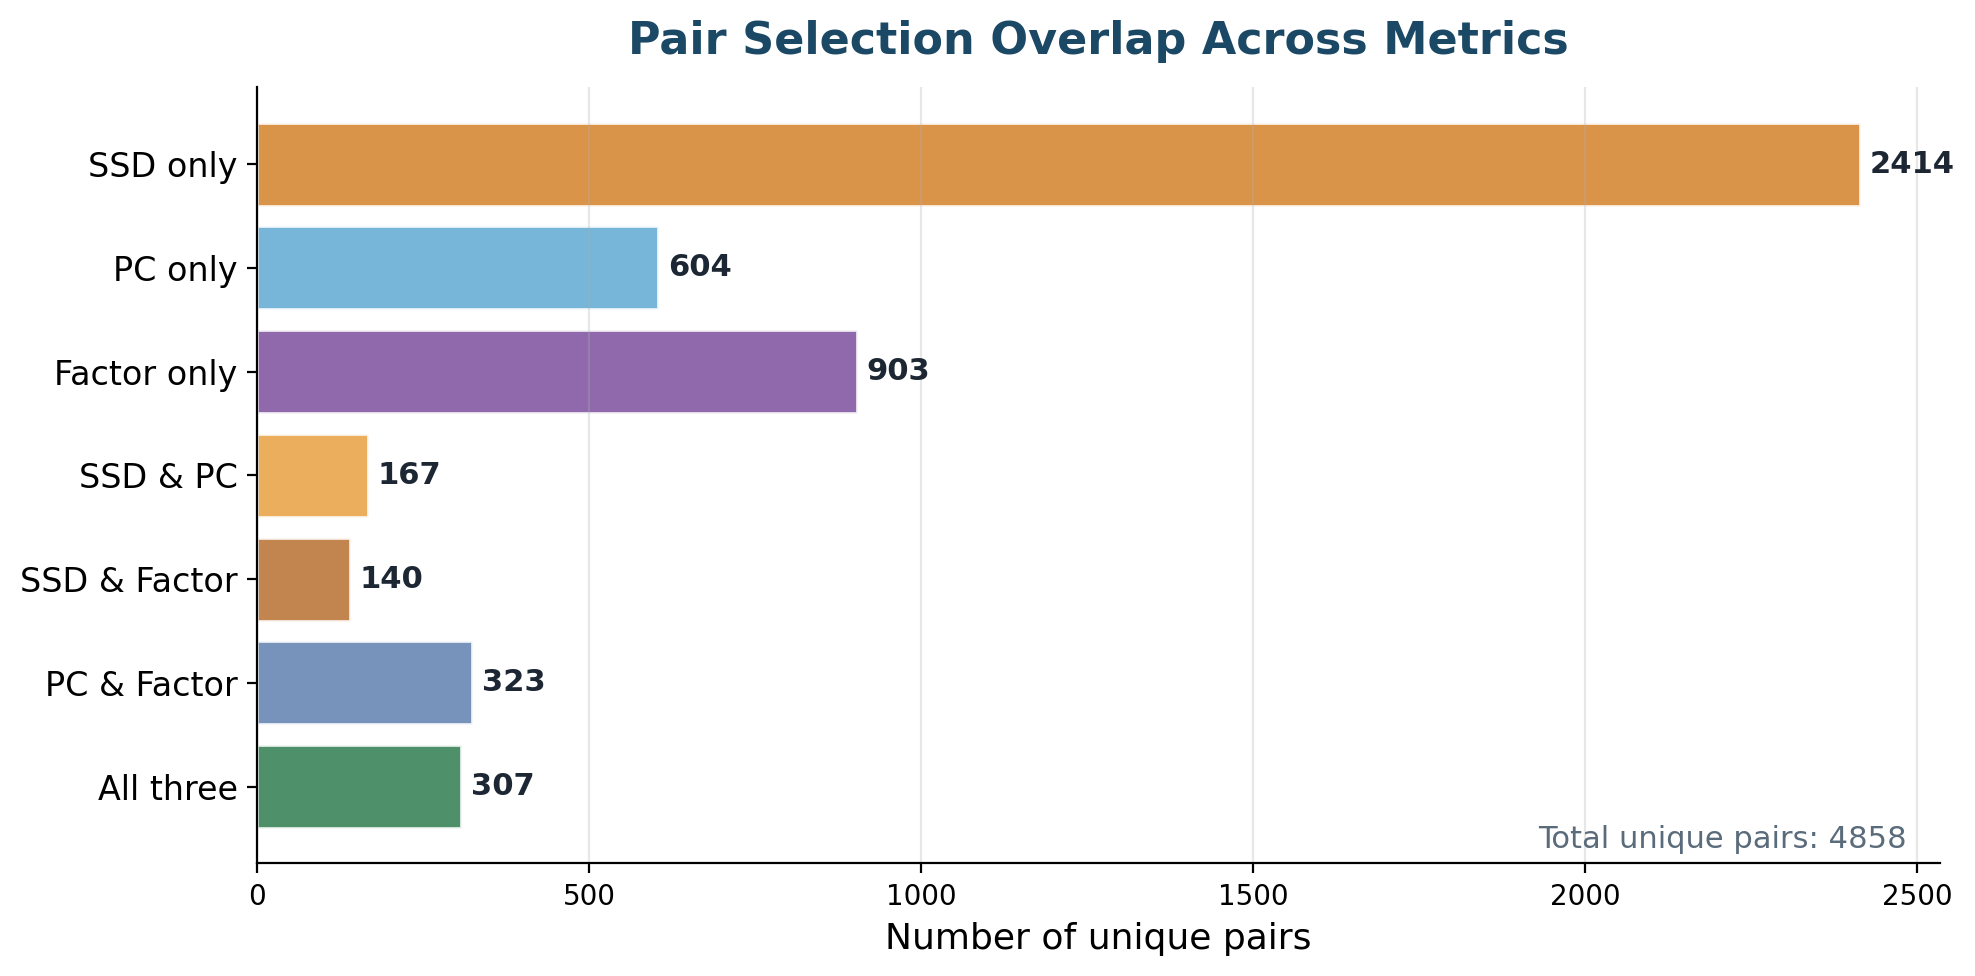 Pair Selection Overlap Across Metrics
SSD only
2414
PC only
604
Factor only
903
SSD & PC
167
SSD & Factor
140
PC & Factor
323
All three
307
Total unique pairs: 4858
0 500 1000 1500 2000 2500
Number of unique pairs